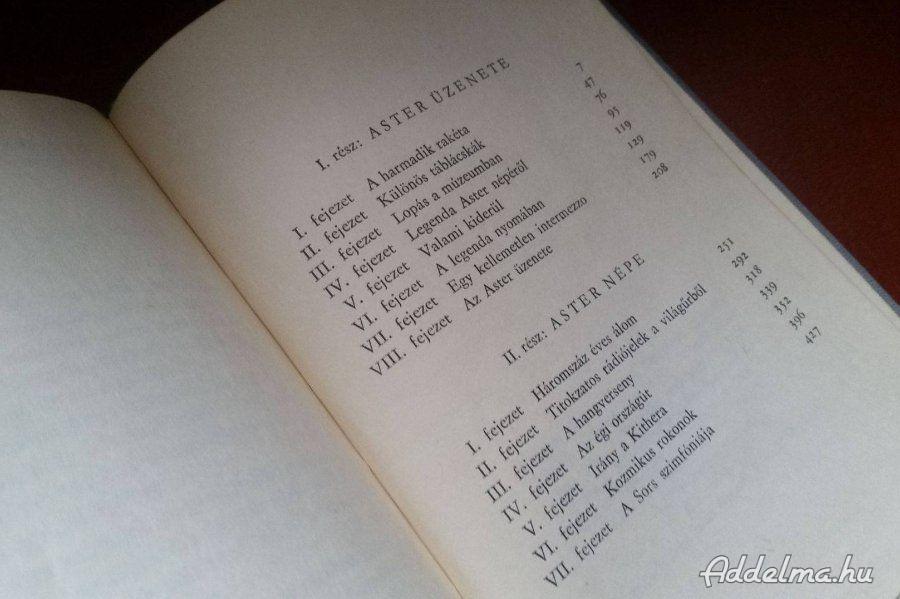 I. rész: ASTER ÜZENETE
I. fejezet A harmadik rakéta 7
II. fejezet Különös táblácskák 47
III. fejezet Lopás a múzeumban 76
IV. fejezet Legenda Aster népéről 95
V. fejezet Valami kiderül 119
VI. fejezet A legenda nyomában 129
VII. fejezet Egy kellemetlen intermezzo 179
VIII. fejezet Az Aster üzenete 208
II. rész: ASTER NÉPE
I. fejezet Háromszáz éves álom 251
II. fejezet Titokzatos rádiójelek a világűrből 292
III. fejezet A hangverseny 318
IV. fejezet Az égi országút 339
V. fejezet Irány a Kithera 352
VI. fejezet Kozmikus rokonok 396
VII. fejezet A Sors szimfóniája 427
Addelma.hu